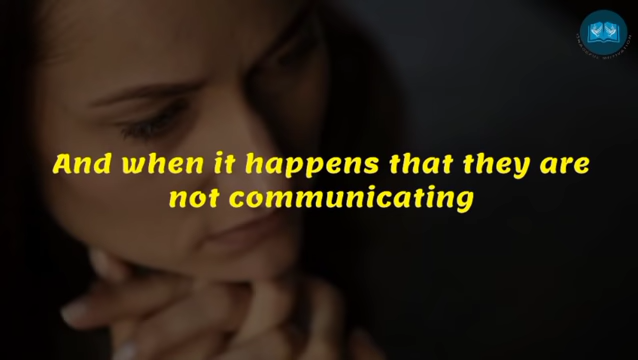 And when it happens that they are
not communicating